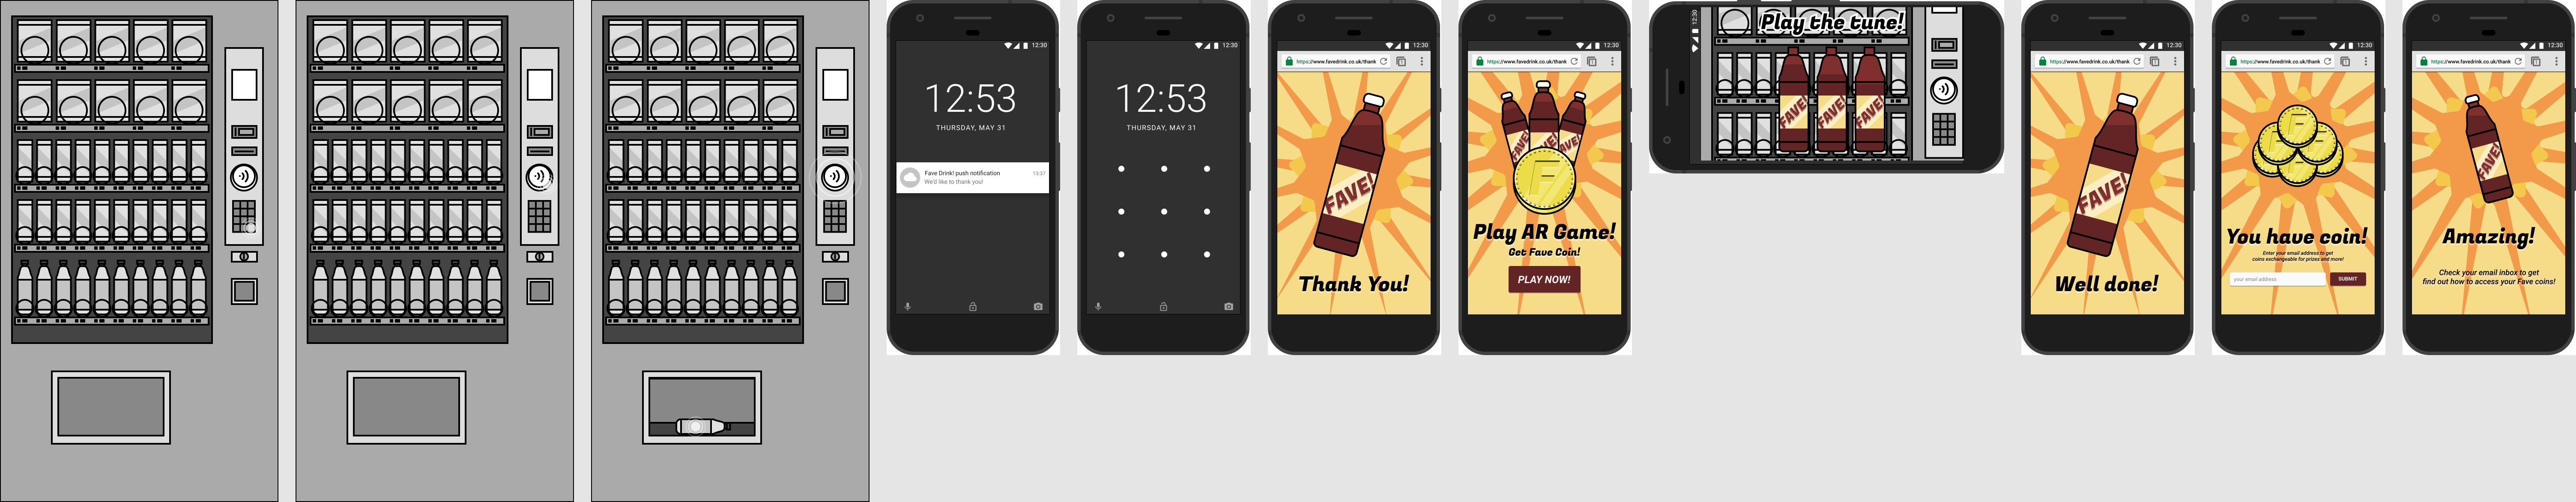 12:30
12:53
THURSDAY, MAY 31
Fave Drink! push notification
13:37
We'd like to thank you!
12:30
12:53
THURSDAY, MAY 31
12:30
https://www.favedrink.co.uk/thank
FAVE!
Thank You!
12:30
https://www.favedrink.co.uk/thank
FAVE!
FAVE!
FAVE!
Play AR Game!
Get Fave Coin!
PLAY NOW!
12:30
Play the tune!
FAVE!
FAVE!
FAVE!
12:30
https://www.favedrink.co.uk/thank
FAVE!
Well done!
12:30
https://www.favedrink.co.uk/thank
You have coin!
Enter your email address to get
coins exchangeable for prizes and more!
your email address
SUBMIT
12:30
https://www.favedrink.co.uk/thank
FAVE!
Amazing!
Check your email inbox to get
find out how to access your Fave coins!